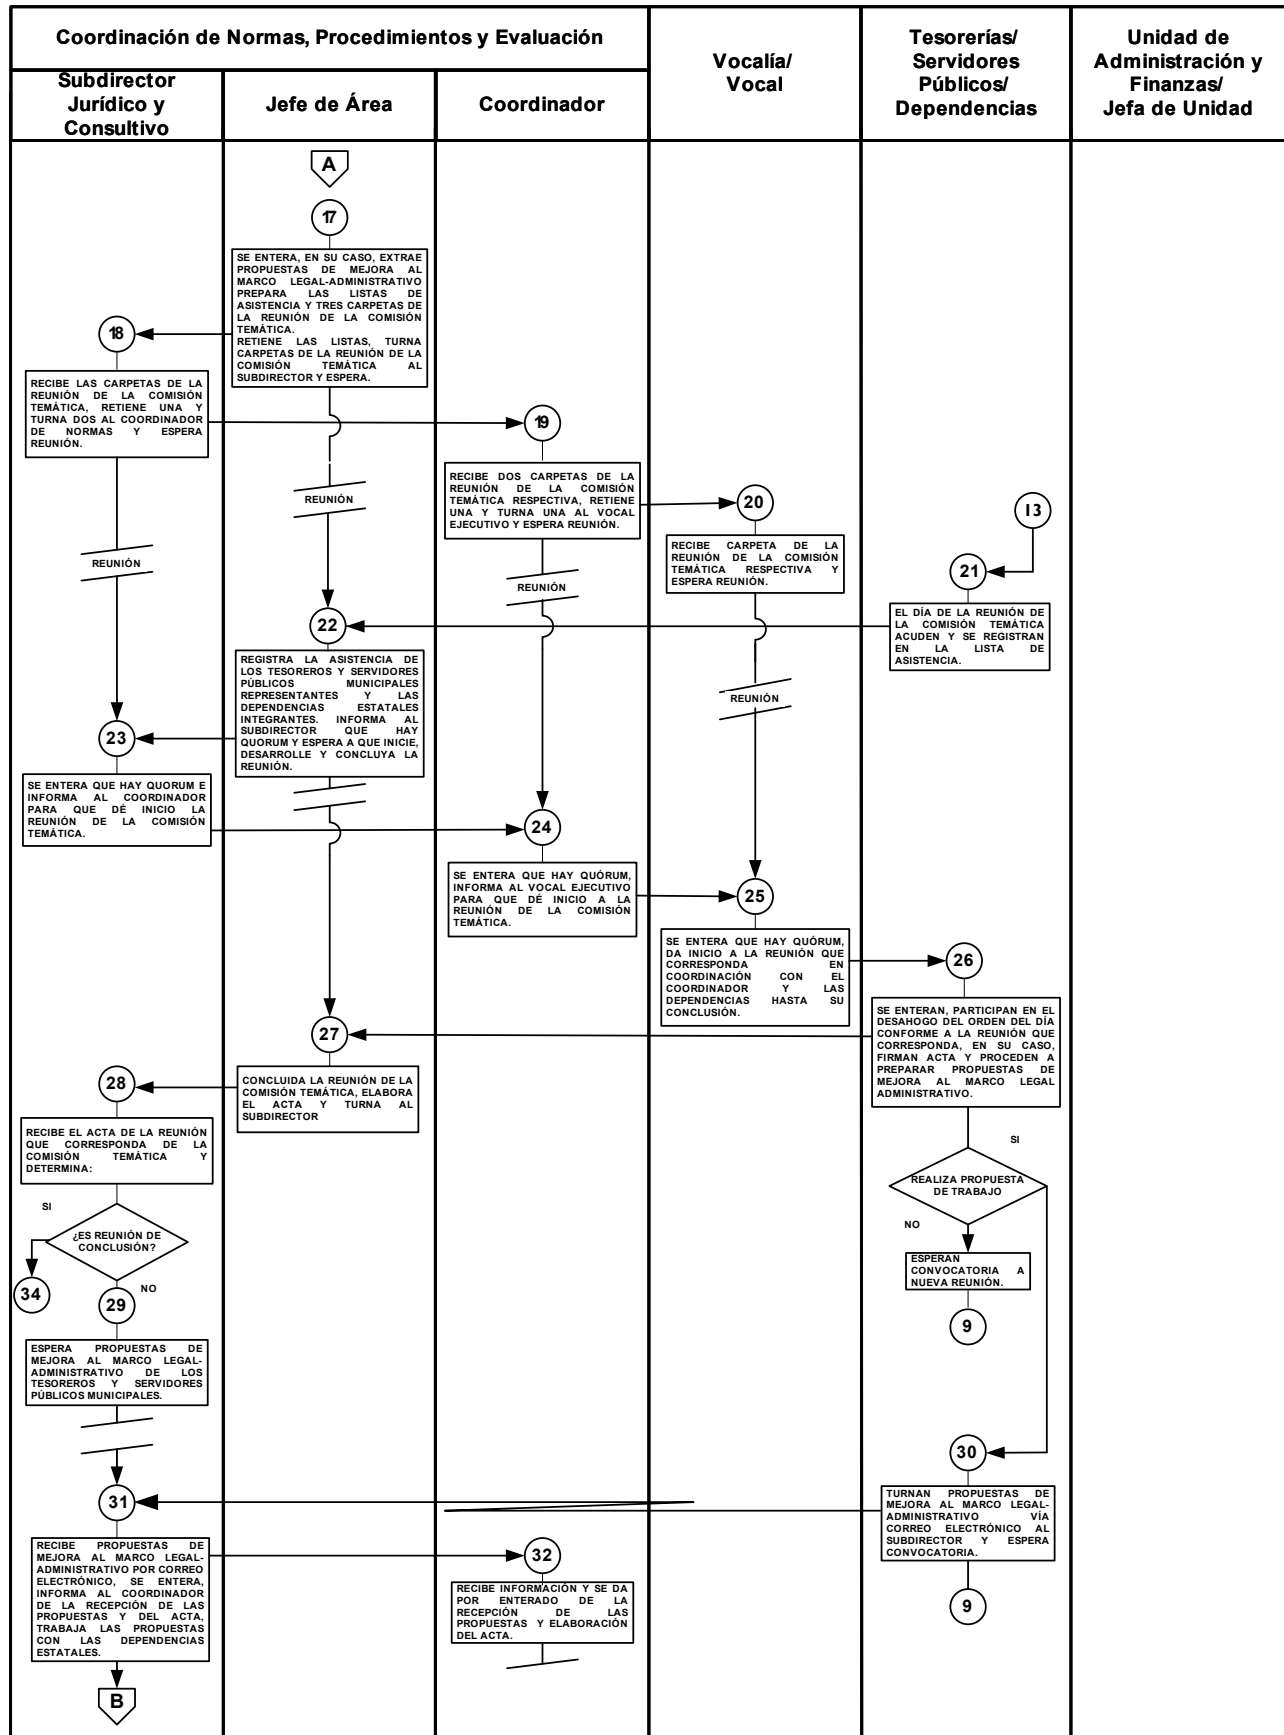 Coordinación de Normas, Procedimientos y Evaluación
Vocalía/
Vocal
Tesorerías/
Servidores
Públicos/
Dependencias
Unidad de
Administración y
Finanzas/
Jefa de Unidad
Subdirector
Jurídico y
Consultivo
Jefe de Área
Coordinador
A
17
SE ENTERA, EN SU CASO, EXTRAE
PROPUESTAS DE MEJORA AL
MARCO LEGAL-ADMINISTRATIVO
PREPARA LAS LISTAS DE
ASISTENCIA Y TRES CARPETAS DE
LA REUNIÓN DE LA COMISIÓN
TEMÁTICA.
RETIENE LAS LISTAS, TURNA
CARPETAS DE LA REUNIÓN DE LA
COMISIÓN TEMÁTICA AL
SUBDIRECTOR Y ESPERA.
18
RECIBE LAS CARPETAS DE LA
REUNIÓN DE LA COMISIÓN
TEMÁTICA, RETIENE UNA Y
TURNA DOS AL COORDINADOR
DE NORMAS Y ESPERA
REUNIÓN.
19
RECIBE DOS CARPETAS DE LA
REUNIÓN DE LA COMISIÓN
TEMÁTICA RESPECTIVA, RETIENE
UNA Y TURNA UNA AL VOCAL
EJECUTIVO Y ESPERA REUNIÓN.
REUNIÓN
20
RECIBE CARPETA DE LA
REUNIÓN DE LA COMISIÓN
TEMÁTICA RESPECTIVA Y
ESPERA REUNIÓN.
13
REUNIÓN
REUNIÓN
21
EL DÍA DE LA REUNIÓN DE
LA COMISIÓN TEMÁTICA
ACUDEN Y SE REGISTRAN
EN LA LISTA DE
ASISTENCIA.
22
REGISTRA LA ASISTENCIA DE
LOS TESOREROS Y SERVIDORES
PÚBLICOS MUNICIPALES
REPRESENTANTES Y LAS
DEPENDENCIAS ESTATALES
INTEGRANTES. INFORMA AL
SUBDIRECTOR QUE HAY
QUORUM Y ESPERA A QUE INICIE,
DESARROLLE Y CONCLUYA LA
REUNIÓN.
REUNIÓN
23
SE ENTERA QUE HAY QUORUM E
INFORMA AL COORDINADOR
PARA QUE DÉ INICIO LA
REUNIÓN DE LA COMISIÓN
TEMÁTICA.
24
SE ENTERA QUE HAY QUÓRUM,
INFORMA AL VOCAL EJECUTIVO
PARA QUE DÉ INICIO A LA
REUNIÓN DE LA COMISIÓN
TEMÁTICA.
25
SE ENTERA QUE HAY QUÓRUM,
DA INICIO A LA REUNIÓN QUE
CORRESPONDA EN
COORDINACIÓN CON EL
COORDINADOR Y LAS
DEPENDENCIAS HASTA SU
CONCLUSIÓN.
26
SE ENTERAN, PARTICIPAN EN EL
DESAHOGO DEL ORDEN DEL DÍA
CONFORME A LA REUNIÓN QUE
CORRESPONDA, EN SU CASO,
FIRMAN ACTA Y PROCEDEN A
PREPARAR PROPUESTAS DE
MEJORA AL MARCO LEGAL
ADMINISTRATIVO.
27
CONCLUIDA LA REUNIÓN DE LA
COMISIÓN TEMÁTICA, ELABORA
EL ACTA Y TURNA AL
SUBDIRECTOR
28
RECIBE EL ACTA DE LA REUNIÓN
QUE CORRESPONDA DE LA
COMISIÓN TEMÁTICA Y
DETERMINA:
SI
REALIZA PROPUESTA
DE TRABAJO
NO
SI
¿ES REUNIÓN DE
CONCLUSIÓN?
NO
34
29
ESPERAN
CONVOCATORIA A
NUEVA REUNIÓN.
9
ESPERA PROPUESTAS DE
MEJORA AL MARCO LEGAL-
ADMINISTRATIVO DE LOS
TESOREROS Y SERVIDORES
PÚBLICOS MUNICIPALES.
30
TURNAN PROPUESTAS DE
MEJORA AL MARCO LEGAL-
ADMINISTRATIVO VÍA
CORREO ELECTRÓNICO AL
SUBDIRECTOR Y ESPERA
CONVOCATORIA.
9
31
RECIBE PROPUESTAS DE
MEJORA AL MARCO LEGAL-
ADMINISTRATIVO POR CORREO
ELECTRÓNICO, SE ENTERA,
INFORMA AL COORDINADOR
DE LA RECEPCIÓN DE LAS
PROPUESTAS Y DEL ACTA,
TRABAJA LAS PROPUESTAS
CON LAS DEPENDENCIAS
ESTATALES.
32
RECIBE INFORMACIÓN Y SE DA
POR ENTERADO DE LA
RECEPCIÓN DE LAS
PROPUESTAS Y ELABORACIÓN
DEL ACTA.
B